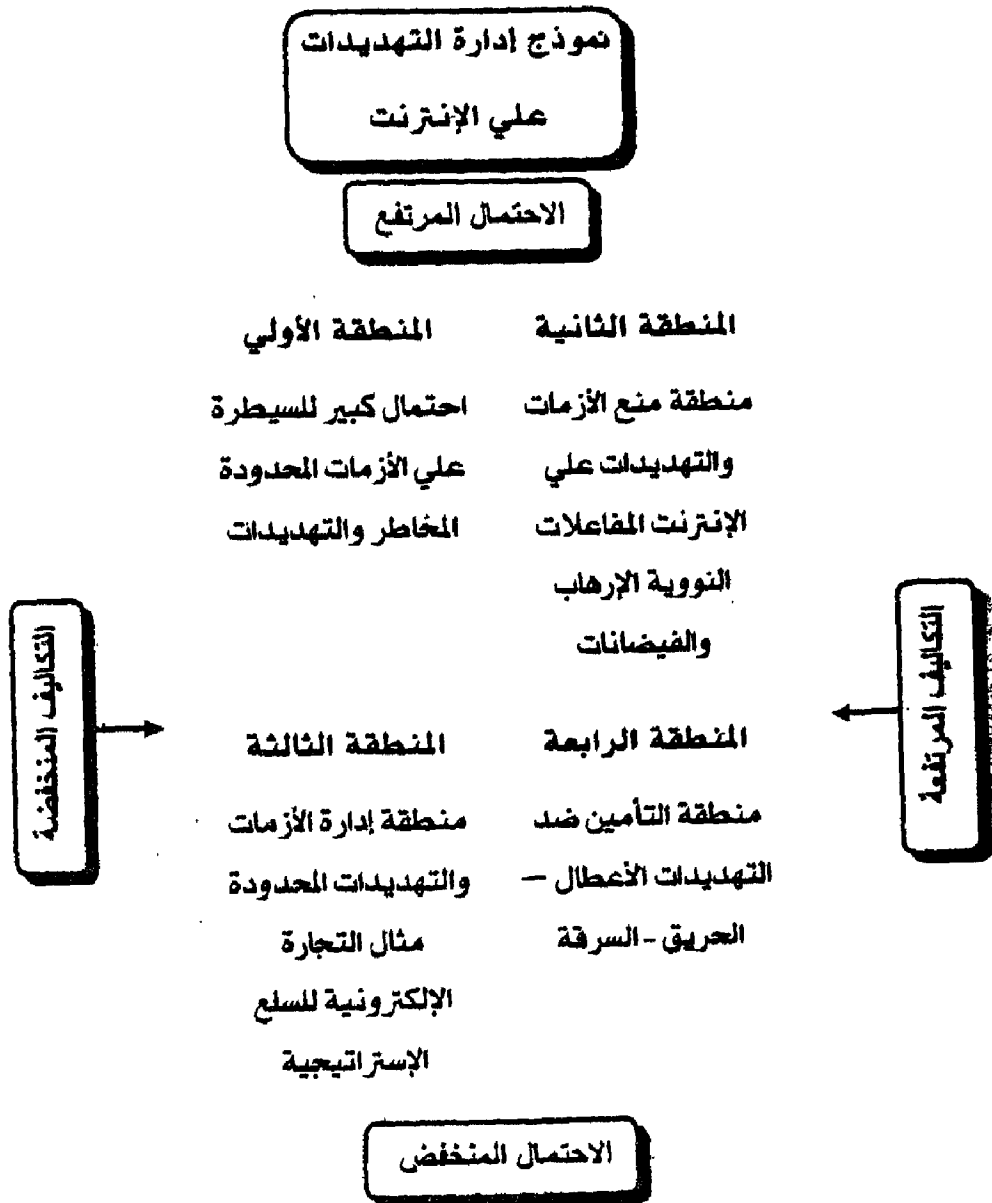 نموذج إدارة التهديدات
علي الإنترنت
الاحتمال المرتفع
المنطقة الثانية
منطقة منع الأزمات
والتهديدات علي
الإنترنت المفاعلات
النووية الإرهاب
والفيضانات
المنطقة الأولي
احتمال كبير للسيطرة
علي الأزمات المحدودة
المخاطر والتهديدات
التكاليف المرتفعة
التكاليف المنخفضة
المنطقة الرابعة
منطقة التأمين ضد
التهديدات الأعطال –
الحريق - السرقة
المنطقة الثالثة
منطقة إدارة الأزمات
والتهديدات المحدودة
مثال التجارة
الإلكترونية للسلع
الإستراتيجية
الاحتمال المنخفض